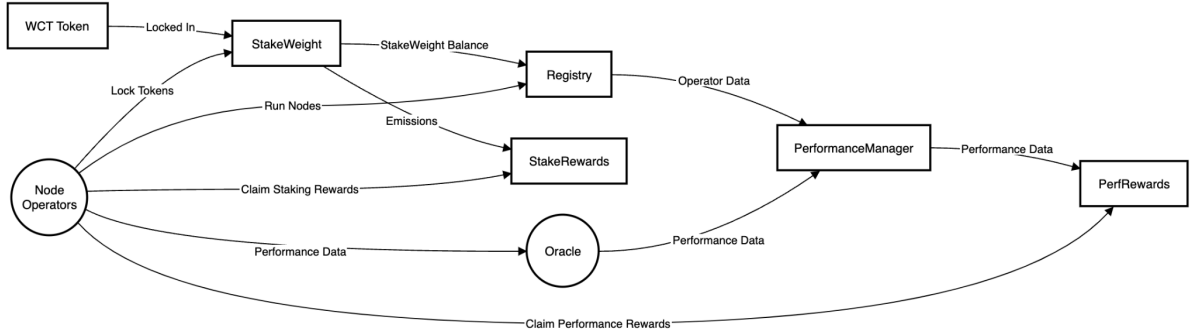 WCT Token
Locked In
StakeWeight
StakeWeight Balance
Registry
Operator Data
Lock Tokens
Run Nodes
Emissions
StakeRewards
PerformanceManager
Performance Data
PerfRewards
Node
Operators
Claim Staking Rewards
Performance Data
Oracle
Performance Data
Claim Performance Rewards